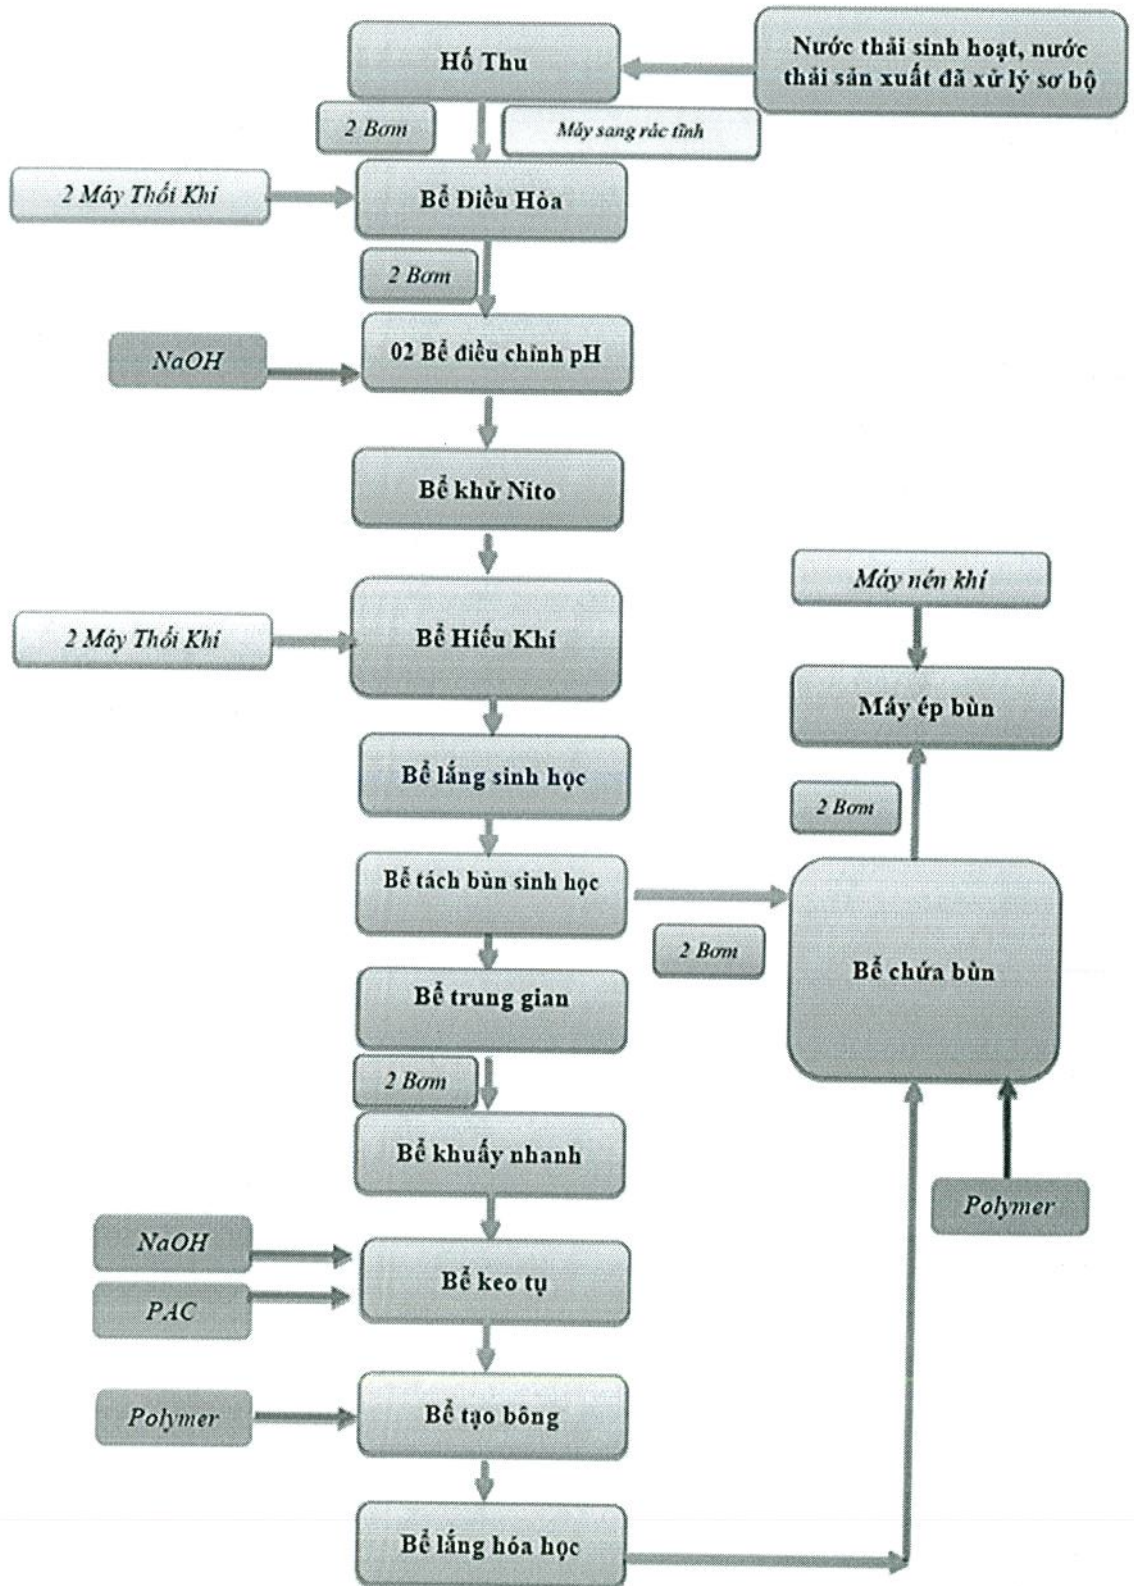 Hố Thu
Nước thải sinh hoạt, nước
thải sản xuất đã xử lý sơ bộ
2 Bơm
Máy sang rác tĩnh
2 Máy Thổi Khí
Bể Điều Hòa
2 Bơm
NaOH
02 Bể điều chỉnh pH
Bể khử Nito
Máy nén khí
2 Máy Thổi Khí
Bể Hiếu Khí
Máy ép bùn
Bể lắng sinh học
2 Bơm
Bể tách bùn sinh học
2 Bơm
Bể chứa bùn
Bể trung gian
2 Bơm
Bể khuấy nhanh
Polymer
NaOH
PAC
Bể keo tụ
Polymer
Bể tạo bông
Bể lắng hóa học